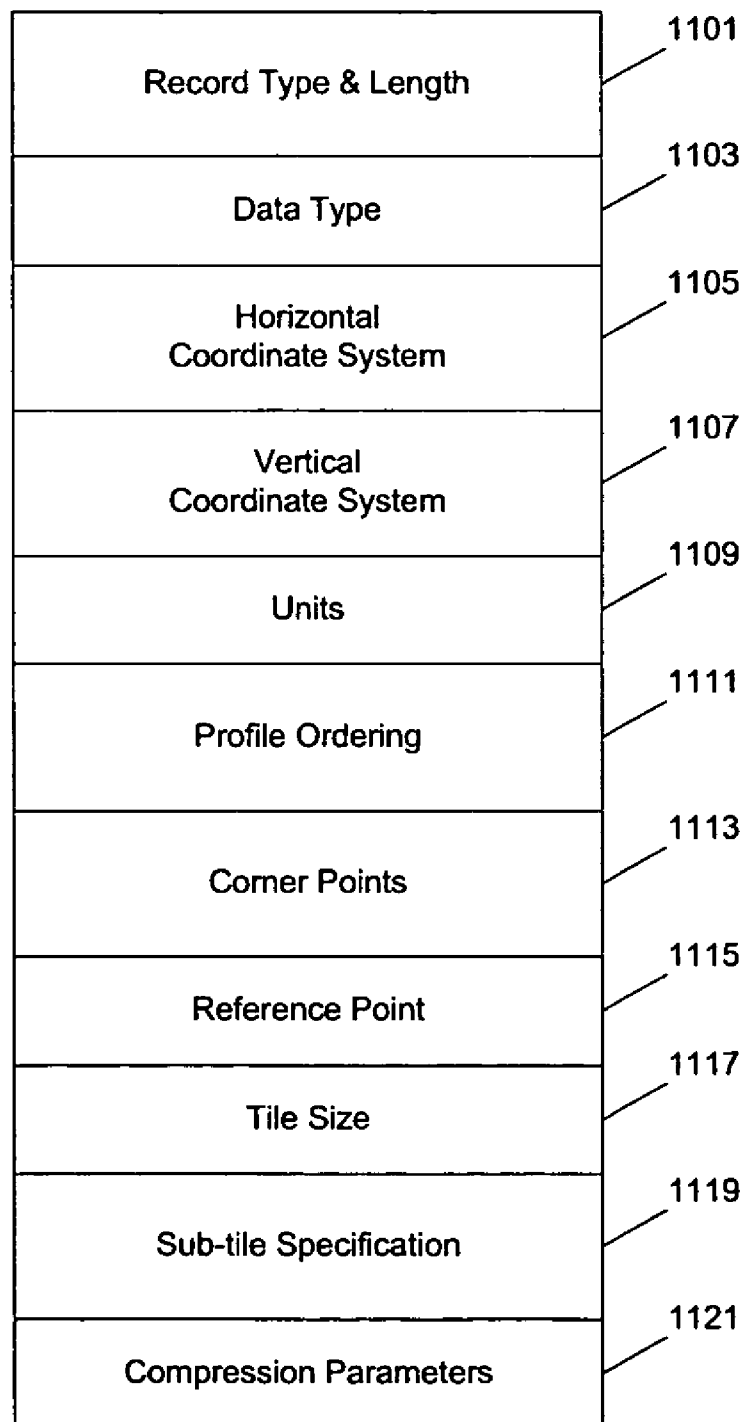 1101
Record Type & Length
1103
Data Type
1105
Horizontal
Coordinate System
1107
Vertical
Coordinate System
1109
Units
1111
Profile Ordering
1113
Corner Points
1115
Reference Point
1117
Tile Size
1119
Sub-tile Specification
1121
Compression Parameters